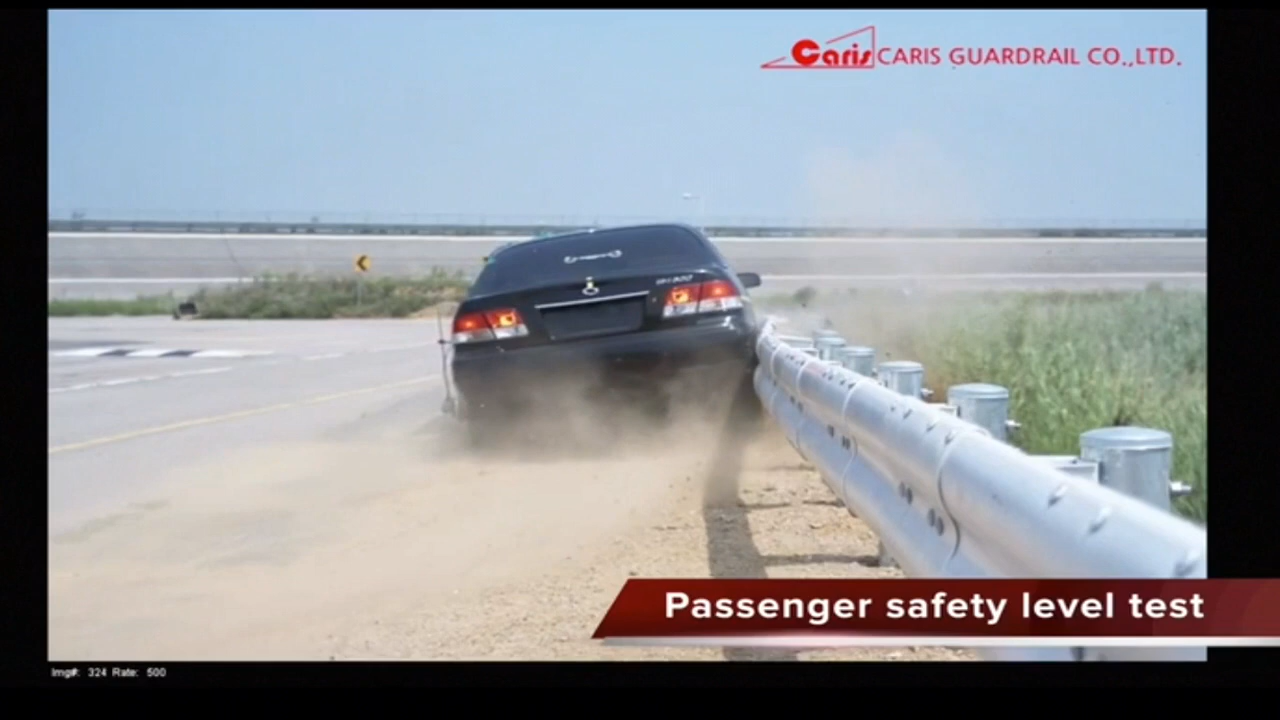 Caris CARIS GUARDRAIL CO.,LTD.
Passenger safety level test
Img#: 324 Rate: 500